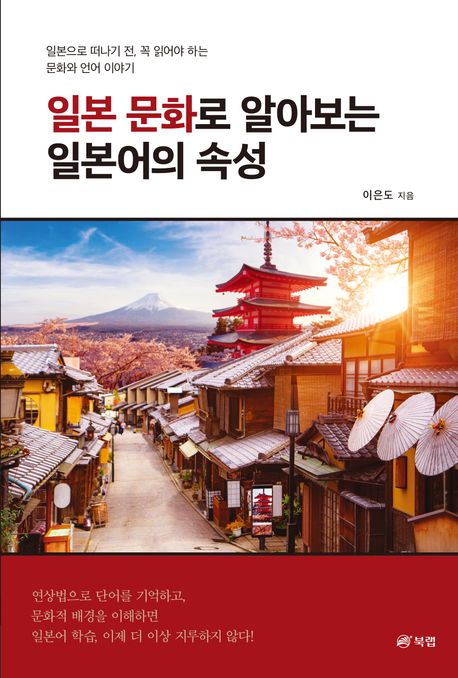 일본으로 떠나기 전, 꼭 읽어야 하는
문화와 언어 이야기
일본 문화로 알아보는
일본어의 속성
이은도 지음
연상법으로 단어를 기억하고,
문화적 배경을 이해하면
일본어 학습, 이제 더 이상 지루하지 않다!
북랩